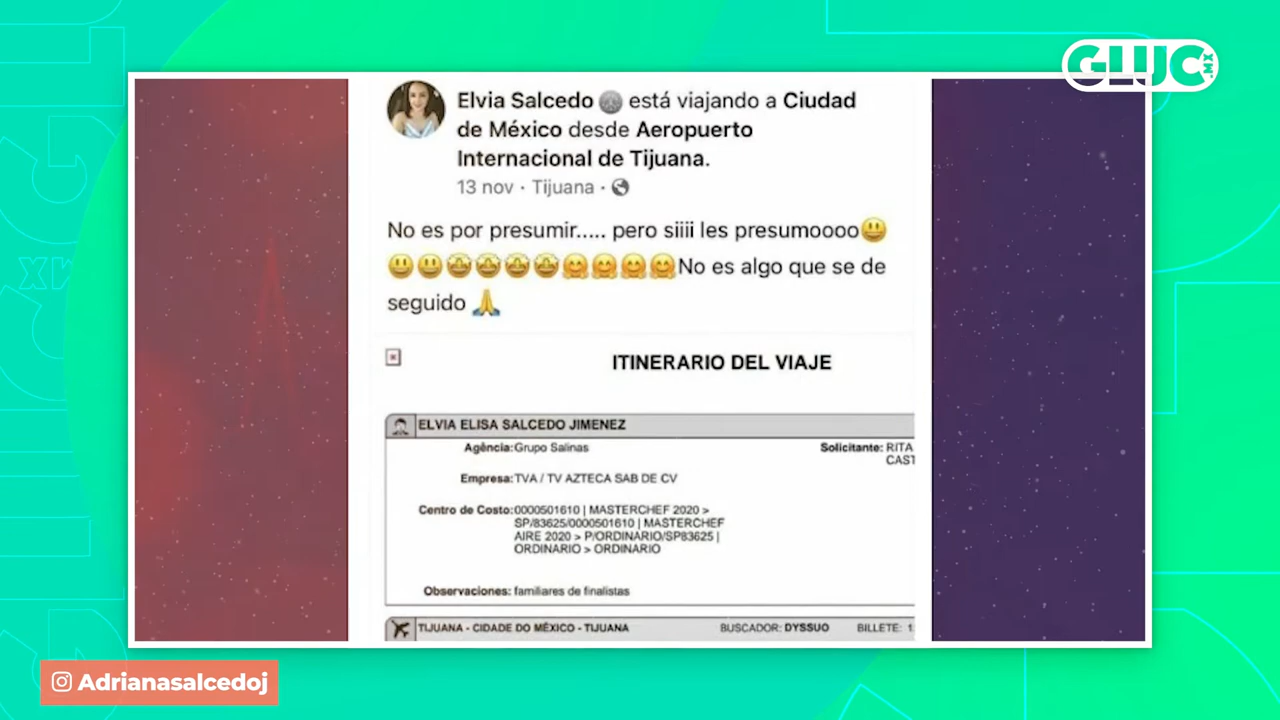 GLUC.MX
Elvia Salcedo está viajando a Ciudad
de México desde Aeropuerto
Internacional de Tijuana.
13 nov · Tijuana ·
No es por presumir..... pero siiii les presumoooo😃
😃😃🤩🤩🤩🤩🤗🤗🤗🤗No es algo que se de
seguido 🙏
ITINERARIO DEL VIAJE
ELVIA ELISA SALCEDO JIMENEZ
Agência: Grupo Salinas
Solicitante: RITA
CAST
Empresa: TVA / TV AZTECA SAB DE CV
Centro de Costo: 0000501610 | MASTERCHEF 2020 >
SP/83625/0000501610 | MASTERCHEF
AIRE 2020 > P/ORDINARIO/SP83625 |
ORDINARIO > ORDINARIO
Observaciones: familiares de finalistas
TIJUANA - CIDADE DO MÉXICO - TIJUANA BUSCADOR: DYSSUO BILLETE: 1
Adrianasalcedoj